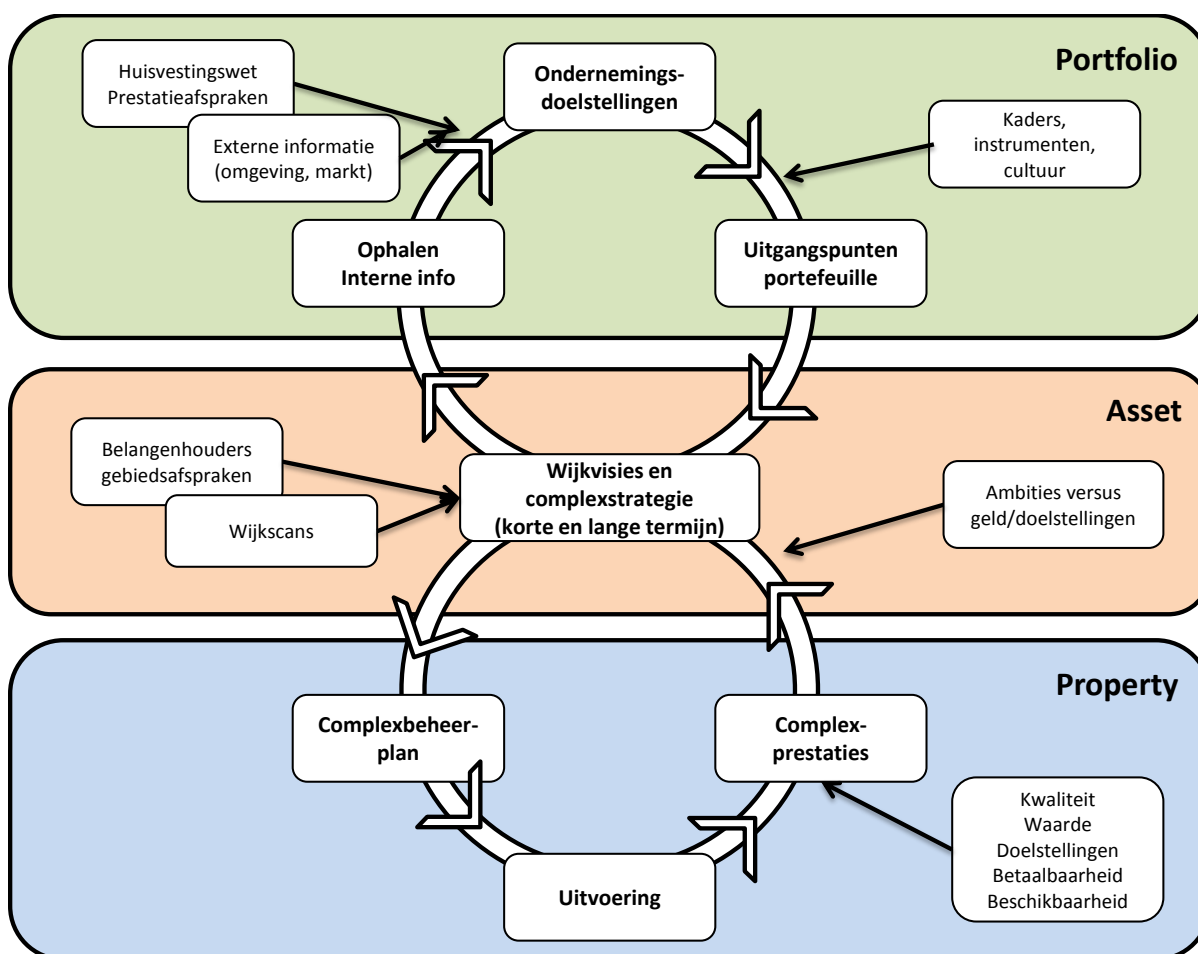 Portfolio
Huisvestingswet
Prestatieafspraken
Externe informatie
(omgeving, markt)
Ondernemings-
doelstellingen
Kaders,
instrumenten,
cultuur
Ophalen
Interne info
Uitgangspunten
portefeuille
Asset
Belangenhouders
gebiedsafspraken
Wijkscans
Wijkvisies en
complexstrategie
(korte en lange termijn)
Ambities versus
geld/doelstellingen
Property
Complexbeheer-
plan
Complex-
prestaties
Uitvoering
Kwaliteit
Waarde
Doelstellingen
Betaalbaarheid
Beschikbaarheid